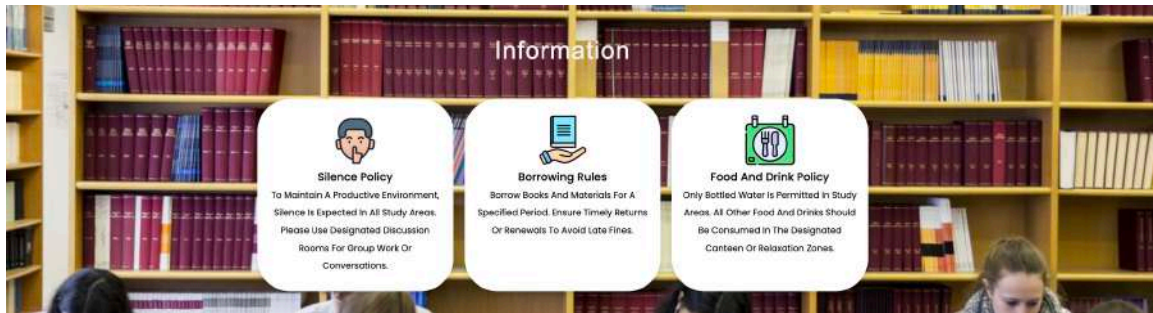 Information
Silence Policy
To Maintain A Productive Environment,
Silence Is Expected In All Study Areas.
Please Use Designated Discussion
Rooms For Group Work Or
Conversations.
Borrowing Rules
Borrow Books And Materials For A
Specified Period. Ensure Timely Returns
Or Renewals To Avoid Late Fines.
Food And Drink Policy
Only Bottled Water Is Permitted In Study
Areas. All Other Food And Drinks Should
Be Consumed In The Designated
Canteen Or Relaxation Zones.